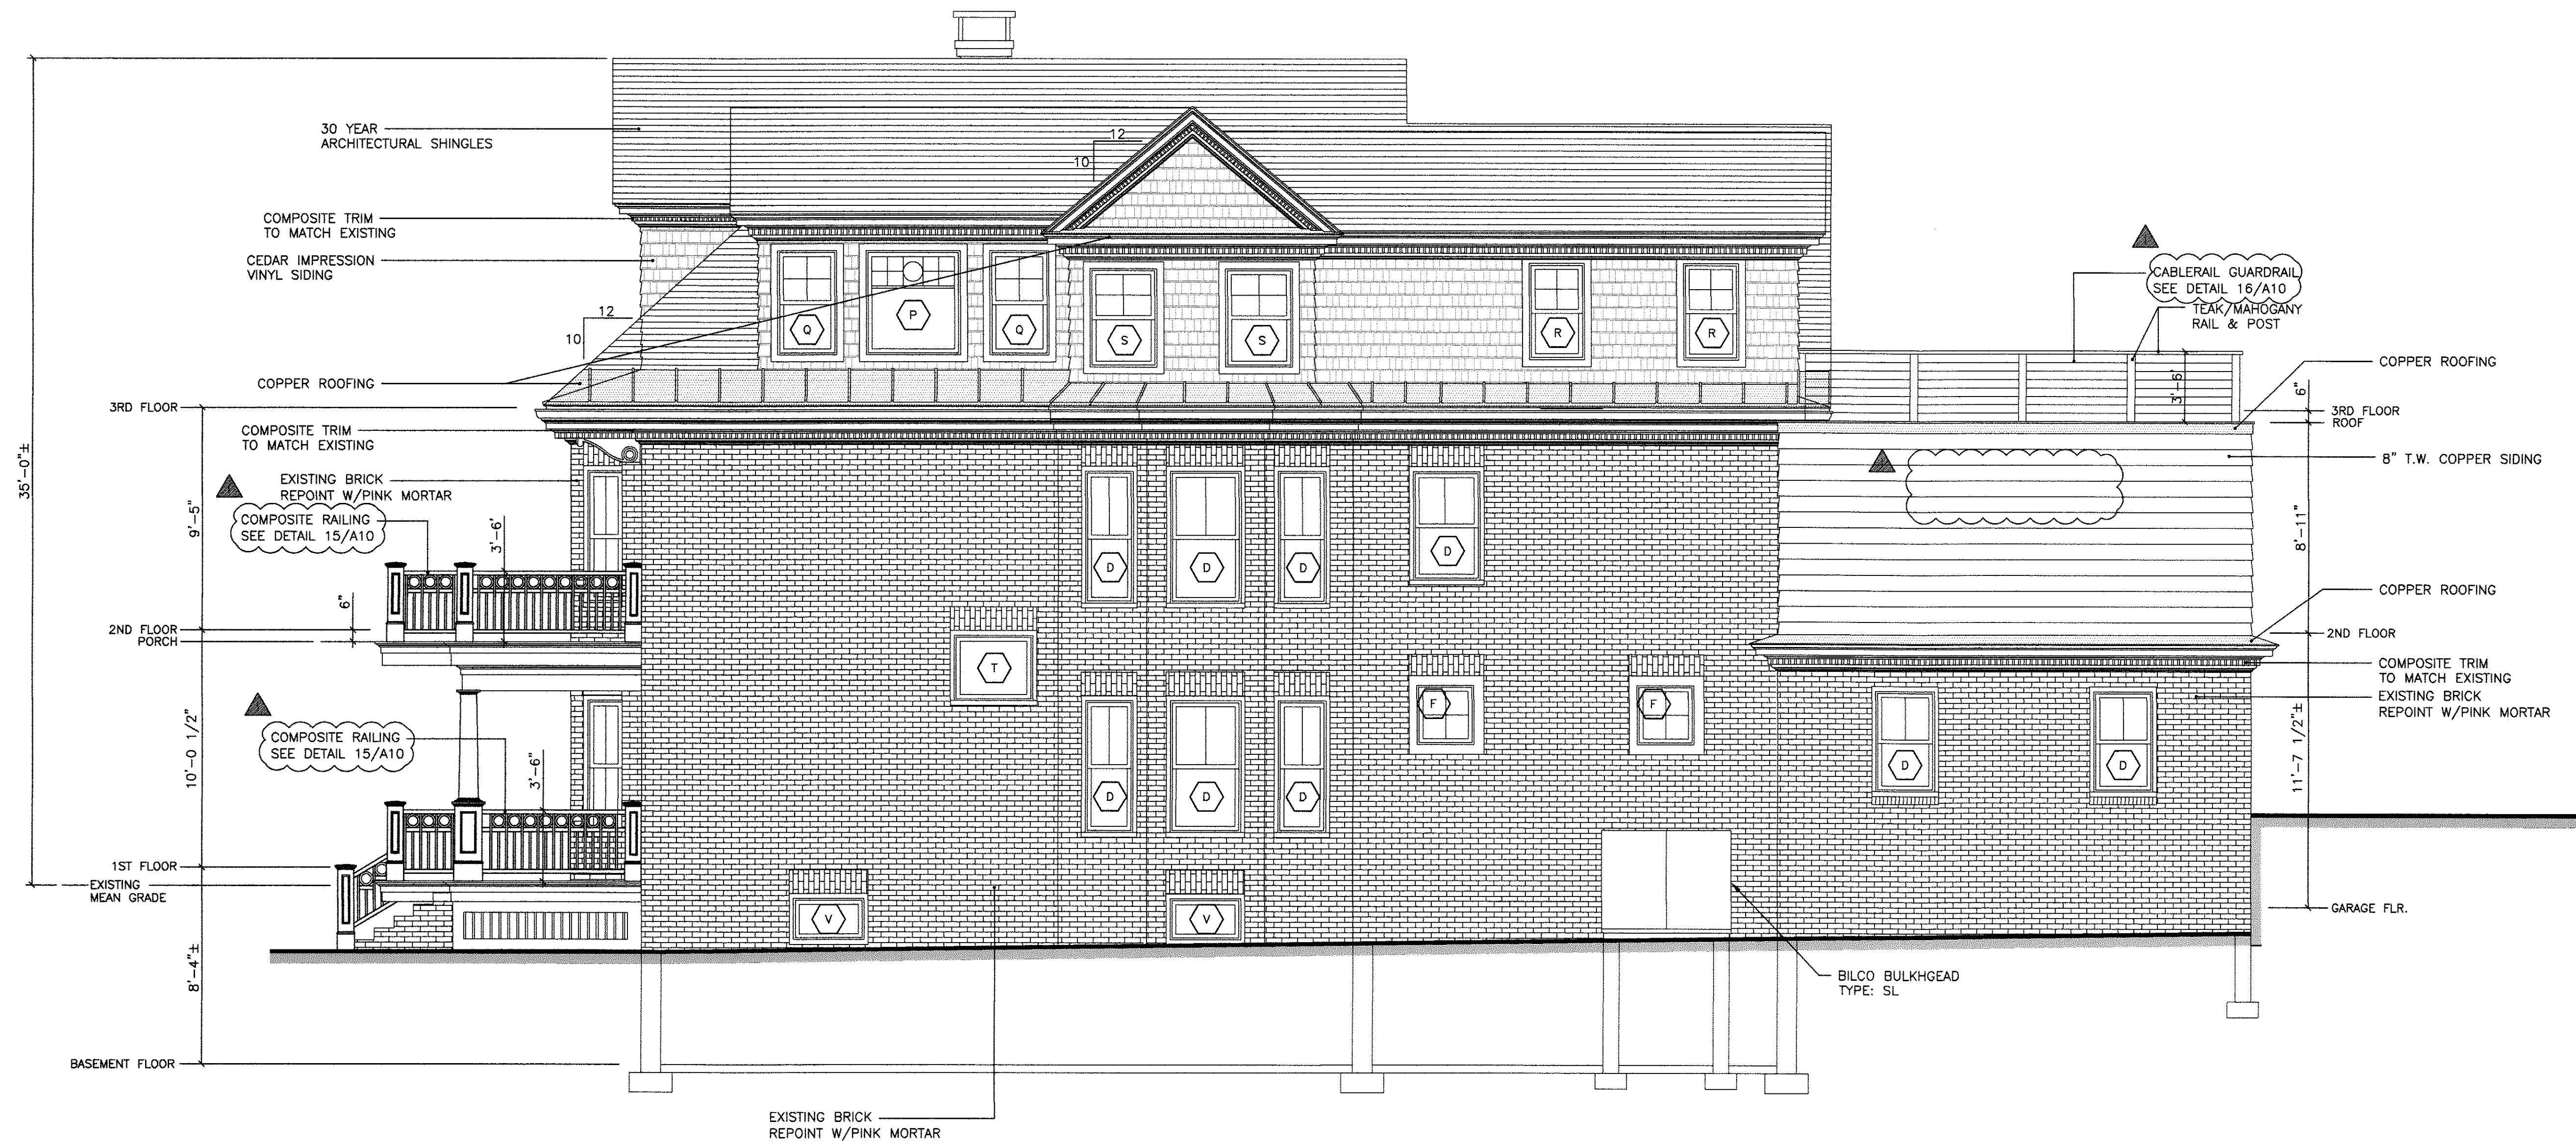 12
10
30 YEAR
ARCHITECTURAL SHINGLES
COMPOSITE TRIM
TO MATCH EXISTING
CEDAR IMPRESSION
VINYL SIDING
12
10
COPPER ROOFING
3RD FLOOR
COMPOSITE TRIM
TO MATCH EXISTING
EXISTING BRICK
REPOINT W/PINK MORTAR
COMPOSITE RAILING
SEE DETAIL 15/A10
35'-0"±
9'-5"
3'-6'
6"
2ND FLOOR
PORCH
COMPOSITE RAILING
SEE DETAIL 15/A10
10'-0 1/2"
3'-6"
1ST FLOOR
EXISTING
MEAN GRADE
8'-4"±
BASEMENT FLOOR
Q
P
Q
S
S
R
R
D
D
D
D
T
F
F
D
D
D
D
D
V
V
CABLERAIL GUARDRAIL
SEE DETAIL 16/A10
TEAK/MAHOGANY
RAIL & POST
COPPER ROOFING
3'-6'
6"
3RD FLOOR
ROOF
8" T.W. COPPER SIDING
8'-11"
COPPER ROOFING
2ND FLOOR
COMPOSITE TRIM
TO MATCH EXISTING
EXISTING BRICK
REPOINT W/PINK MORTAR
11'-7 1/2"±
GARAGE FLR.
BILCO BULKHGEAD
TYPE: SL
EXISTING BRICK
REPOINT W/PINK MORTAR